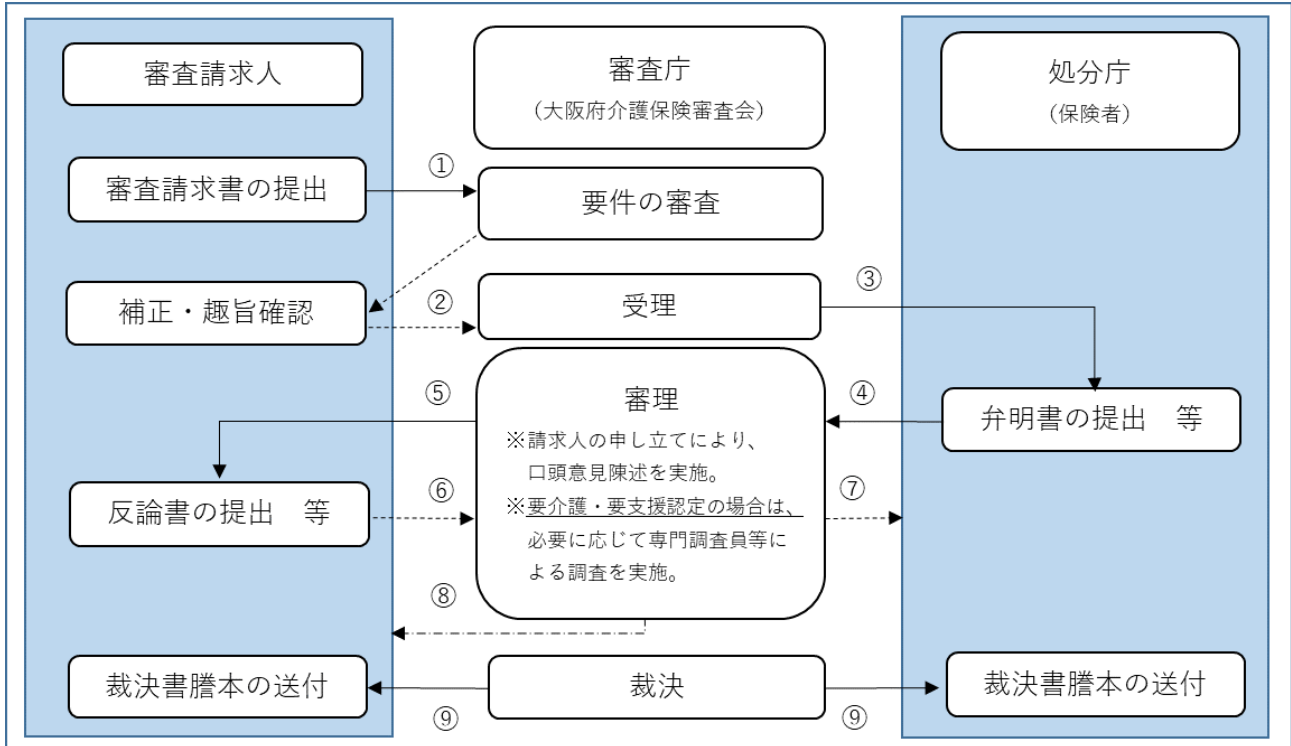 審査請求人
審査庁
（大阪府介護保険審査会）
処分庁
（保険者）
審査請求書の提出
①
要件の審査
補正・趣旨確認
②
受理
③
審理
※請求人の申し立てにより、
口頭意見陳述を実施。
※要介護・要支援認定の場合は、
必要に応じて専門調査員等に
よる調査を実施。
④
弁明書の提出　等
⑤
反論書の提出　等
⑥
⑦
⑧
裁決書謄本の送付
⑨
裁決
⑨
裁決書謄本の送付